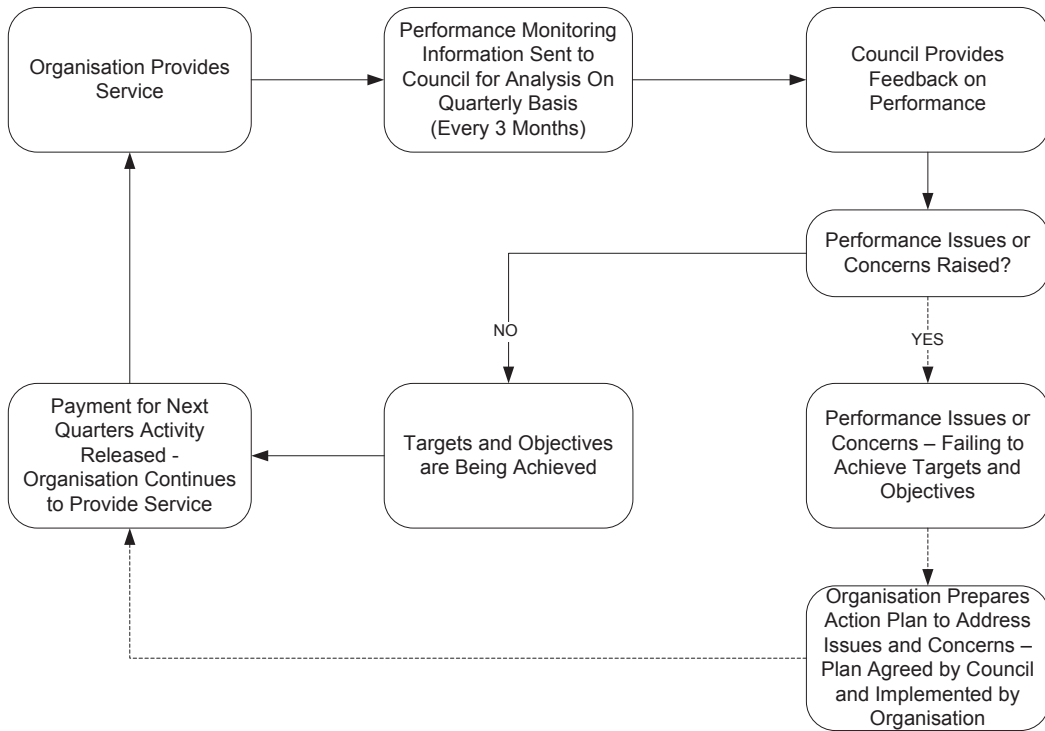 Organisation Provides
Service
Performance Monitoring
Information Sent to
Council for Analysis On
Quarterly Basis
(Every 3 Months)
Council Provides
Feedback on
Performance
Performance Issues or
Concerns Raised?
NO
YES
Payment for Next
Quarters Activity
Released -
Organisation Continues
to Provide Service
Targets and Objectives
are Being Achieved
Performance Issues or
Concerns – Failing to
Achieve Targets and
Objectives
Organisation Prepares
Action Plan to Address
Issues and Concerns –
Plan Agreed by Council
and Implemented by
Organisation